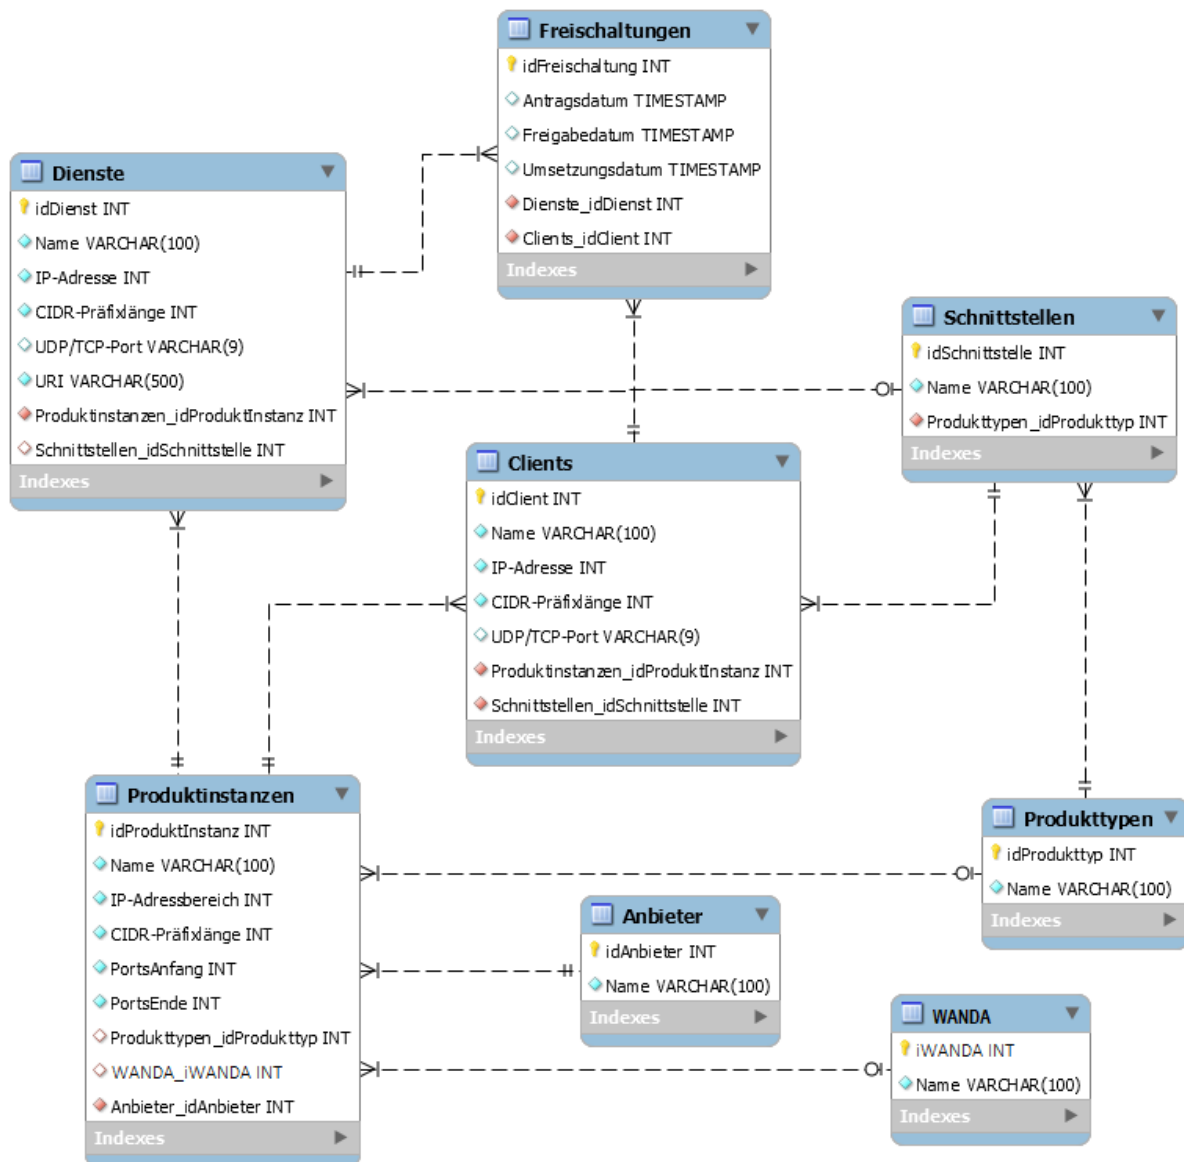 Freischaltungen
idFreischaltung INT
Antragsdatum TIMESTAMP
Freigabedatum TIMESTAMP
Umsetzungsdatum TIMESTAMP
Dienste_idDienst INT
Clients_idClient INT
Indexes
Dienste
idDienst INT
Name VARCHAR(100)
IP-Adresse INT
CIDR-Präfixlänge INT
UDP/TCP-Port VARCHAR(9)
URI VARCHAR(500)
Produktinstanzen_idProduktInstanz INT
Schnittstellen_idSchnittstelle INT
Indexes
Schnittstellen
idSchnittstelle INT
Name VARCHAR(100)
Produkttypen_idProdukttyp INT
Indexes
Clients
idClient INT
Name VARCHAR(100)
IP-Adresse INT
CIDR-Präfixlänge INT
UDP/TCP-Port VARCHAR(9)
Produktinstanzen_idProduktInstanz INT
Schnittstellen_idSchnittstelle INT
Indexes
Produktinstanzen
idProduktInstanz INT
Name VARCHAR(100)
IP-Adressbereich INT
CIDR-Präfixlänge INT
PortsAnfang INT
PortsEnde INT
Produkttypen_idProdukttyp INT
WANDA_iWANDA INT
Anbieter_idAnbieter INT
Indexes
Produkttypen
idProdukttyp INT
Name VARCHAR(100)
Indexes
Anbieter
idAnbieter INT
Name VARCHAR(100)
Indexes
WANDA
iWANDA INT
Name VARCHAR(100)
Indexes